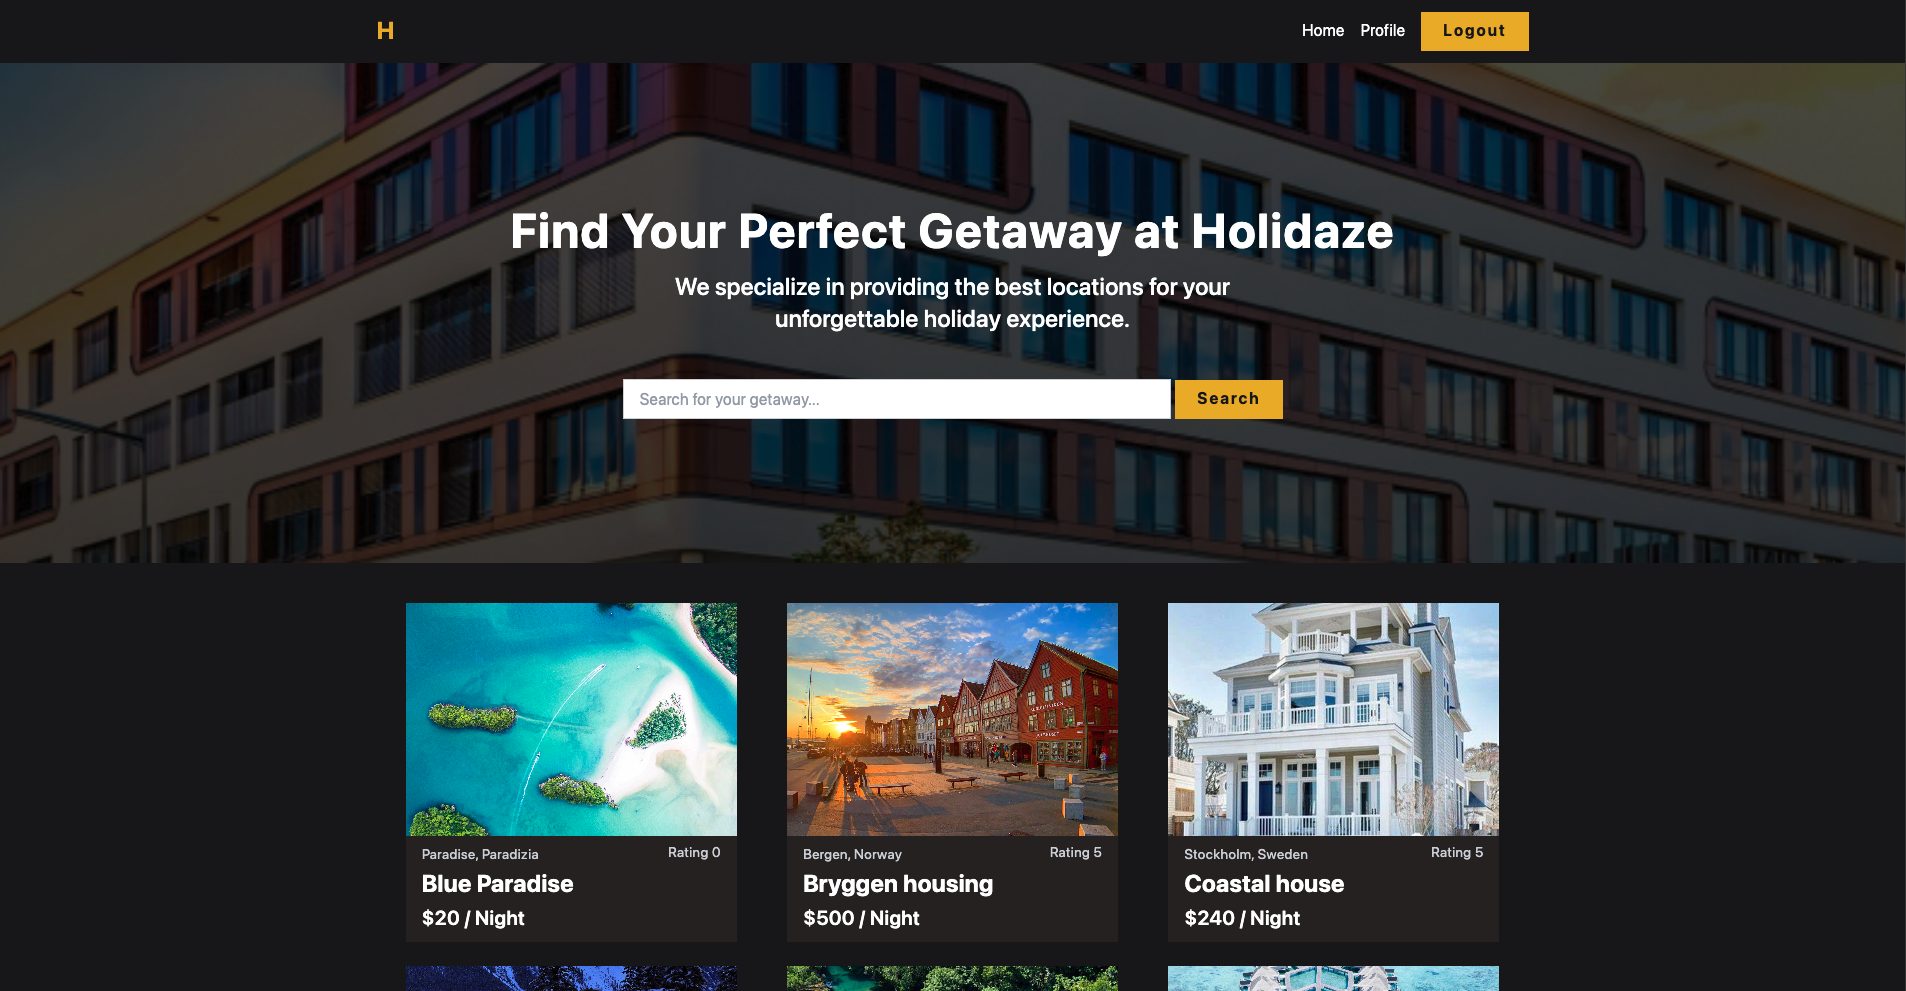 H
Home Profile Logout
Find Your Perfect Getaway at Holidaze
We specialize in providing the best locations for your
unforgettable holiday experience.
Search for your getaway...
Search
Paradise, Paradizia
Rating 0
Blue Paradise
$20 / Night
Bergen, Norway
Rating 5
Bryggen housing
$500 / Night
Stockholm, Sweden
Rating 5
Coastal house
$240 / Night